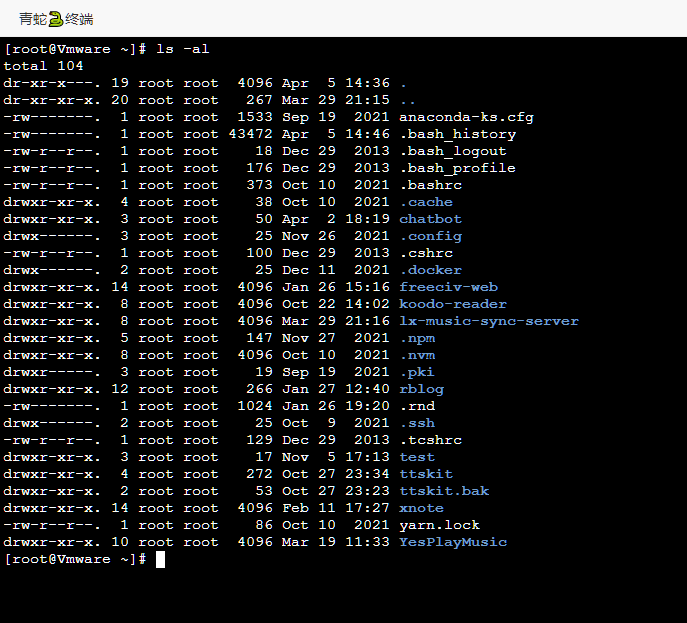 青蛇🐍终端
[root@Vmware ~]# ls -al
total 104
dr-xr-x---. 19 root root  4096 Apr  5 14:36 .
dr-xr-xr-x. 20 root root   267 Mar 29 21:15 ..
-rw-------.  1 root root  1533 Sep 19  2021 anaconda-ks.cfg
-rw-------.  1 root root 43472 Apr  5 14:46 .bash_history
-rw-r--r--.  1 root root    18 Dec 29  2013 .bash_logout
-rw-r--r--.  1 root root   176 Dec 29  2013 .bash_profile
-rw-r--r--.  1 root root   373 Oct 10  2021 .bashrc
drwxr-xr-x.  4 root root    38 Oct 10  2021 .cache
drwxr-xr-x.  3 root root    50 Apr  2 18:19 chatbot
drwx------.  3 root root    25 Nov 26  2021 .config
-rw-r--r--.  1 root root   100 Dec 29  2013 .cshrc
drwx------.  2 root root    25 Dec 11  2021 .docker
drwxr-xr-x. 14 root root  4096 Jan 26 15:16 freeciv-web
drwxr-xr-x.  8 root root  4096 Oct 22 14:02 koodo-reader
drwxr-xr-x.  8 root root  4096 Mar 29 21:16 lx-music-sync-server
drwxr-xr-x.  5 root root   147 Nov 27  2021 .npm
drwxr-xr-x.  8 root root  4096 Oct 10  2021 .nvm
drwxr-----.  3 root root    19 Sep 19  2021 .pki
drwxr-xr-x. 12 root root   266 Jan 27 12:40 rblog
-rw-------.  1 root root  1024 Jan 26 19:20 .rnd
drwx------.  2 root root    25 Oct  9  2021 .ssh
-rw-r--r--.  1 root root   129 Dec 29  2013 .tcshrc
drwxr-xr-x.  3 root root    17 Nov  5 17:13 test
drwxr-xr-x.  4 root root   272 Oct 27 23:34 ttskit
drwxr-xr-x.  2 root root    53 Oct 27 23:23 ttskit.bak
drwxr-xr-x. 14 root root  4096 Feb 11 17:27 xnote
-rw-r--r--.  1 root root    86 Oct 10  2021 yarn.lock
drwxr-xr-x. 10 root root  4096 Mar 19 11:33 YesPlayMusic
[root@Vmware ~]#